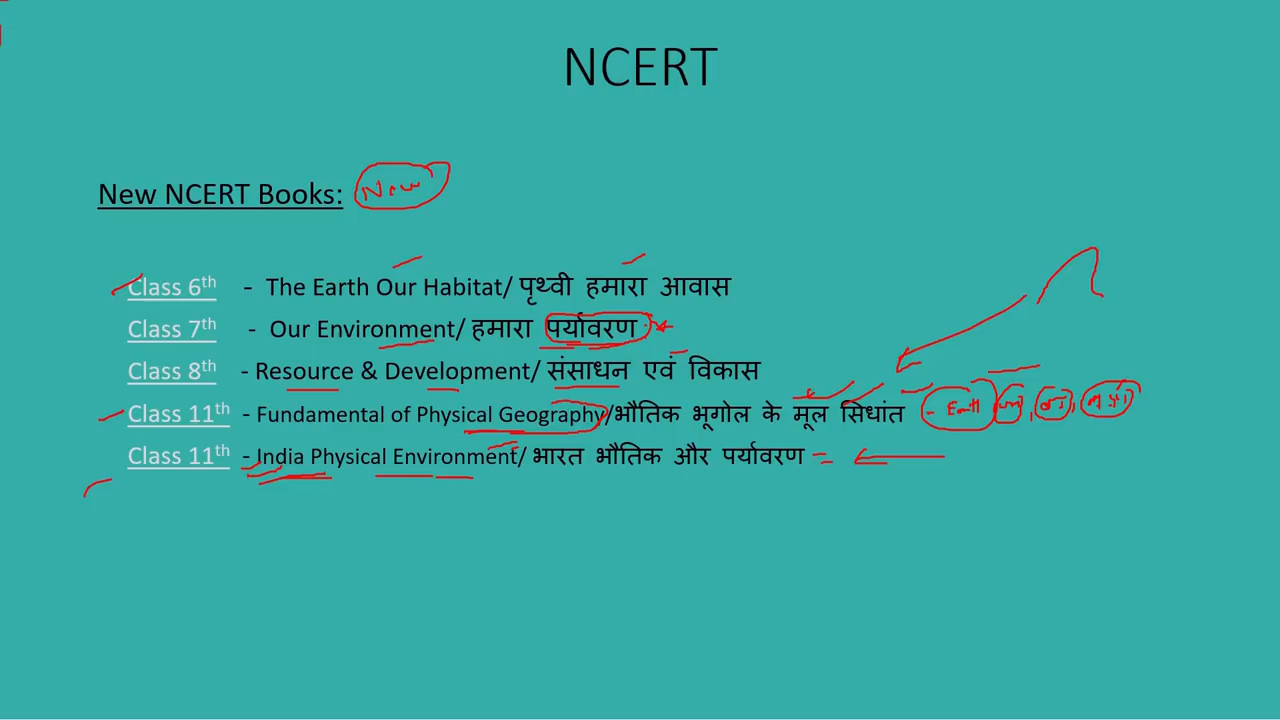 NCERT
New NCERT Books: New
Class 6th - The Earth Our Habitat/ पृथ्वी हमारा आवास
Class 7th - Our Environment/ हमारा पर्यावरण
Class 8th - Resource & Development/ संसाधन एवं विकास
Class 11th - Fundamental of Physical Geography/भौतिक भूगोल के मूल सिधांत - Earth
Class 11th - India Physical Environment/ भारत भौतिक और पर्यावरण